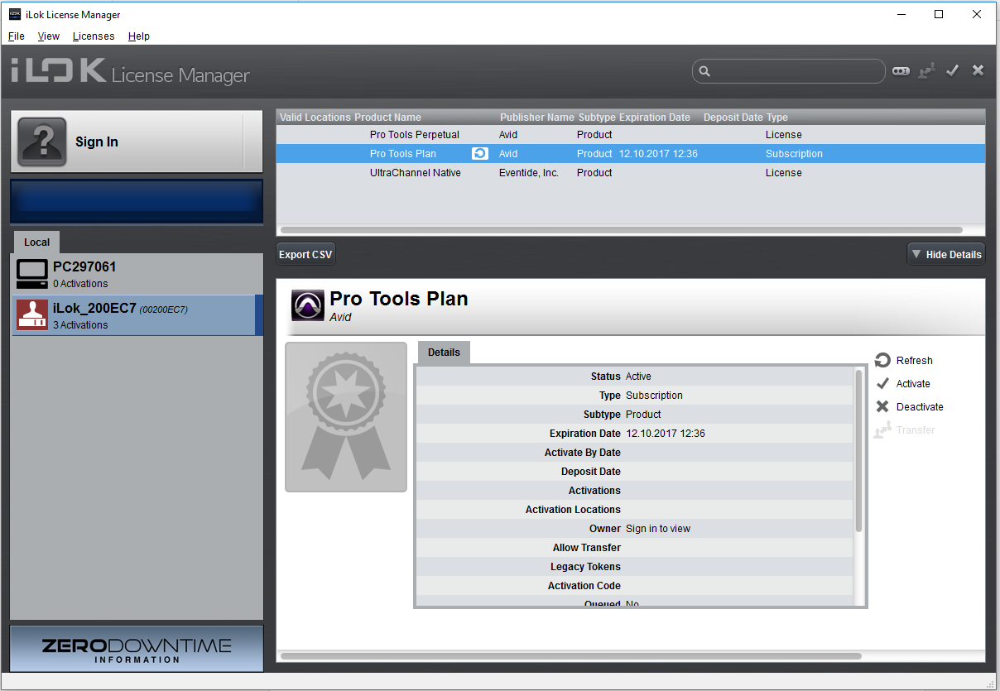 iLok License Manager
File View Licenses Help
iLOK License Manager
Sign In
Valid Locations Product Name Publisher Name Subtype Expiration Date Deposit Date Type
Pro Tools Perpetual Avid Product License
Pro Tools Plan Avid Product 12.10.2017 12:36 Subscription
UltraChannel Native Eventide, Inc. Product License
Local
Export CSV Hide Details
PC297061
0 Activations
iLok_200EC7 (00200EC7)
3 Activations
Pro Tools Plan
Avid
Details
Status Active
Type Subscription
Subtype Product
Expiration Date 12.10.2017 12:36
Activate By Date
Deposit Date
Activations
Activation Locations
Owner Sign in to view
Allow Transfer
Legacy Tokens
Activation Code
Queued No
Refresh
Activate
Deactivate
Transfer
ZERODOWNTIME
INFORMATION